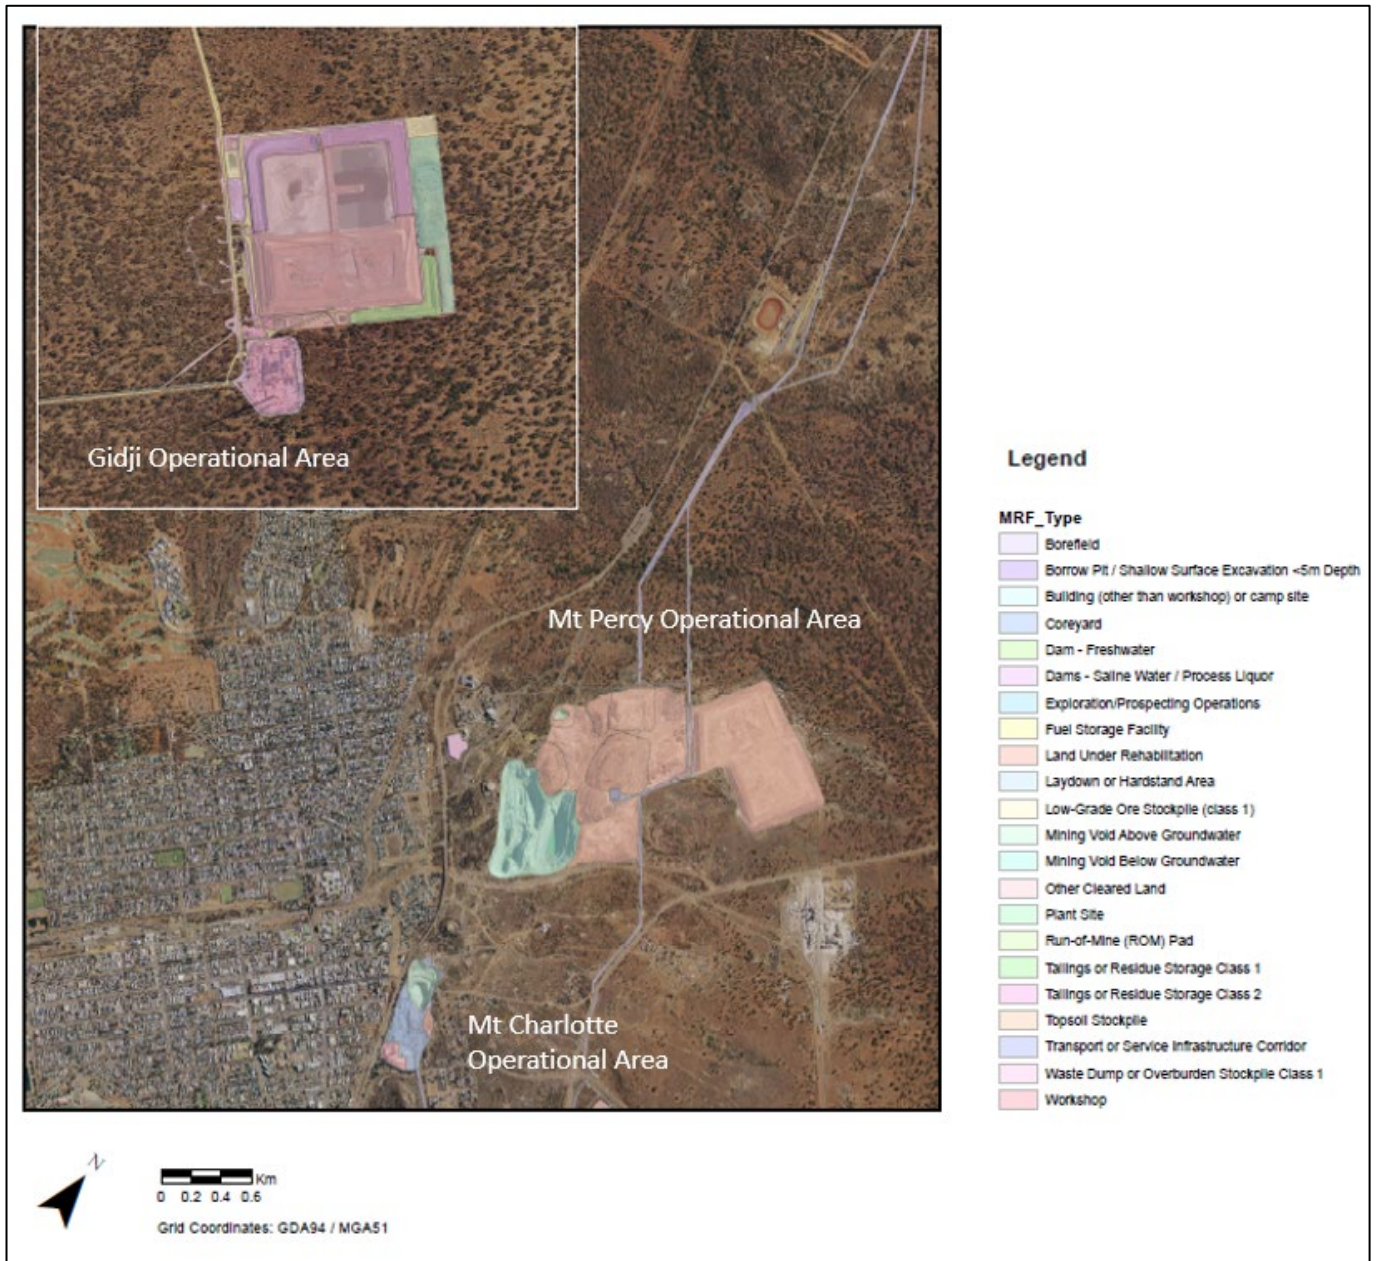 Gidji Operational Area
Mt Percy Operational Area
Mt Charlotte
Operational Area
Legend
MRF_Type
Borefield
Borrow Pit / Shallow Surface Excavation <5m Depth
Building (other than workshop) or camp site
Coreyard
Dam - Freshwater
Dams - Saline Water / Process Liquor
Exploration/Prospecting Operations
Fuel Storage Facility
Land Under Rehabilitation
Laydown or Hardstand Area
Low-Grade Ore Stockpile (class 1)
Mining Void Above Groundwater
Mining Void Below Groundwater
Other Cleared Land
Plant Site
Run-of-Mine (ROM) Pad
Tailings or Residue Storage Class 1
Tailings or Residue Storage Class 2
Topsoil Stockpile
Transport or Service Infrastructure Corridor
Waste Dump or Overburden Stockpile Class 1
Workshop
N
Km
0 0.2 0.4 0.6
Grid Coordinates: GDA94 / MGA51